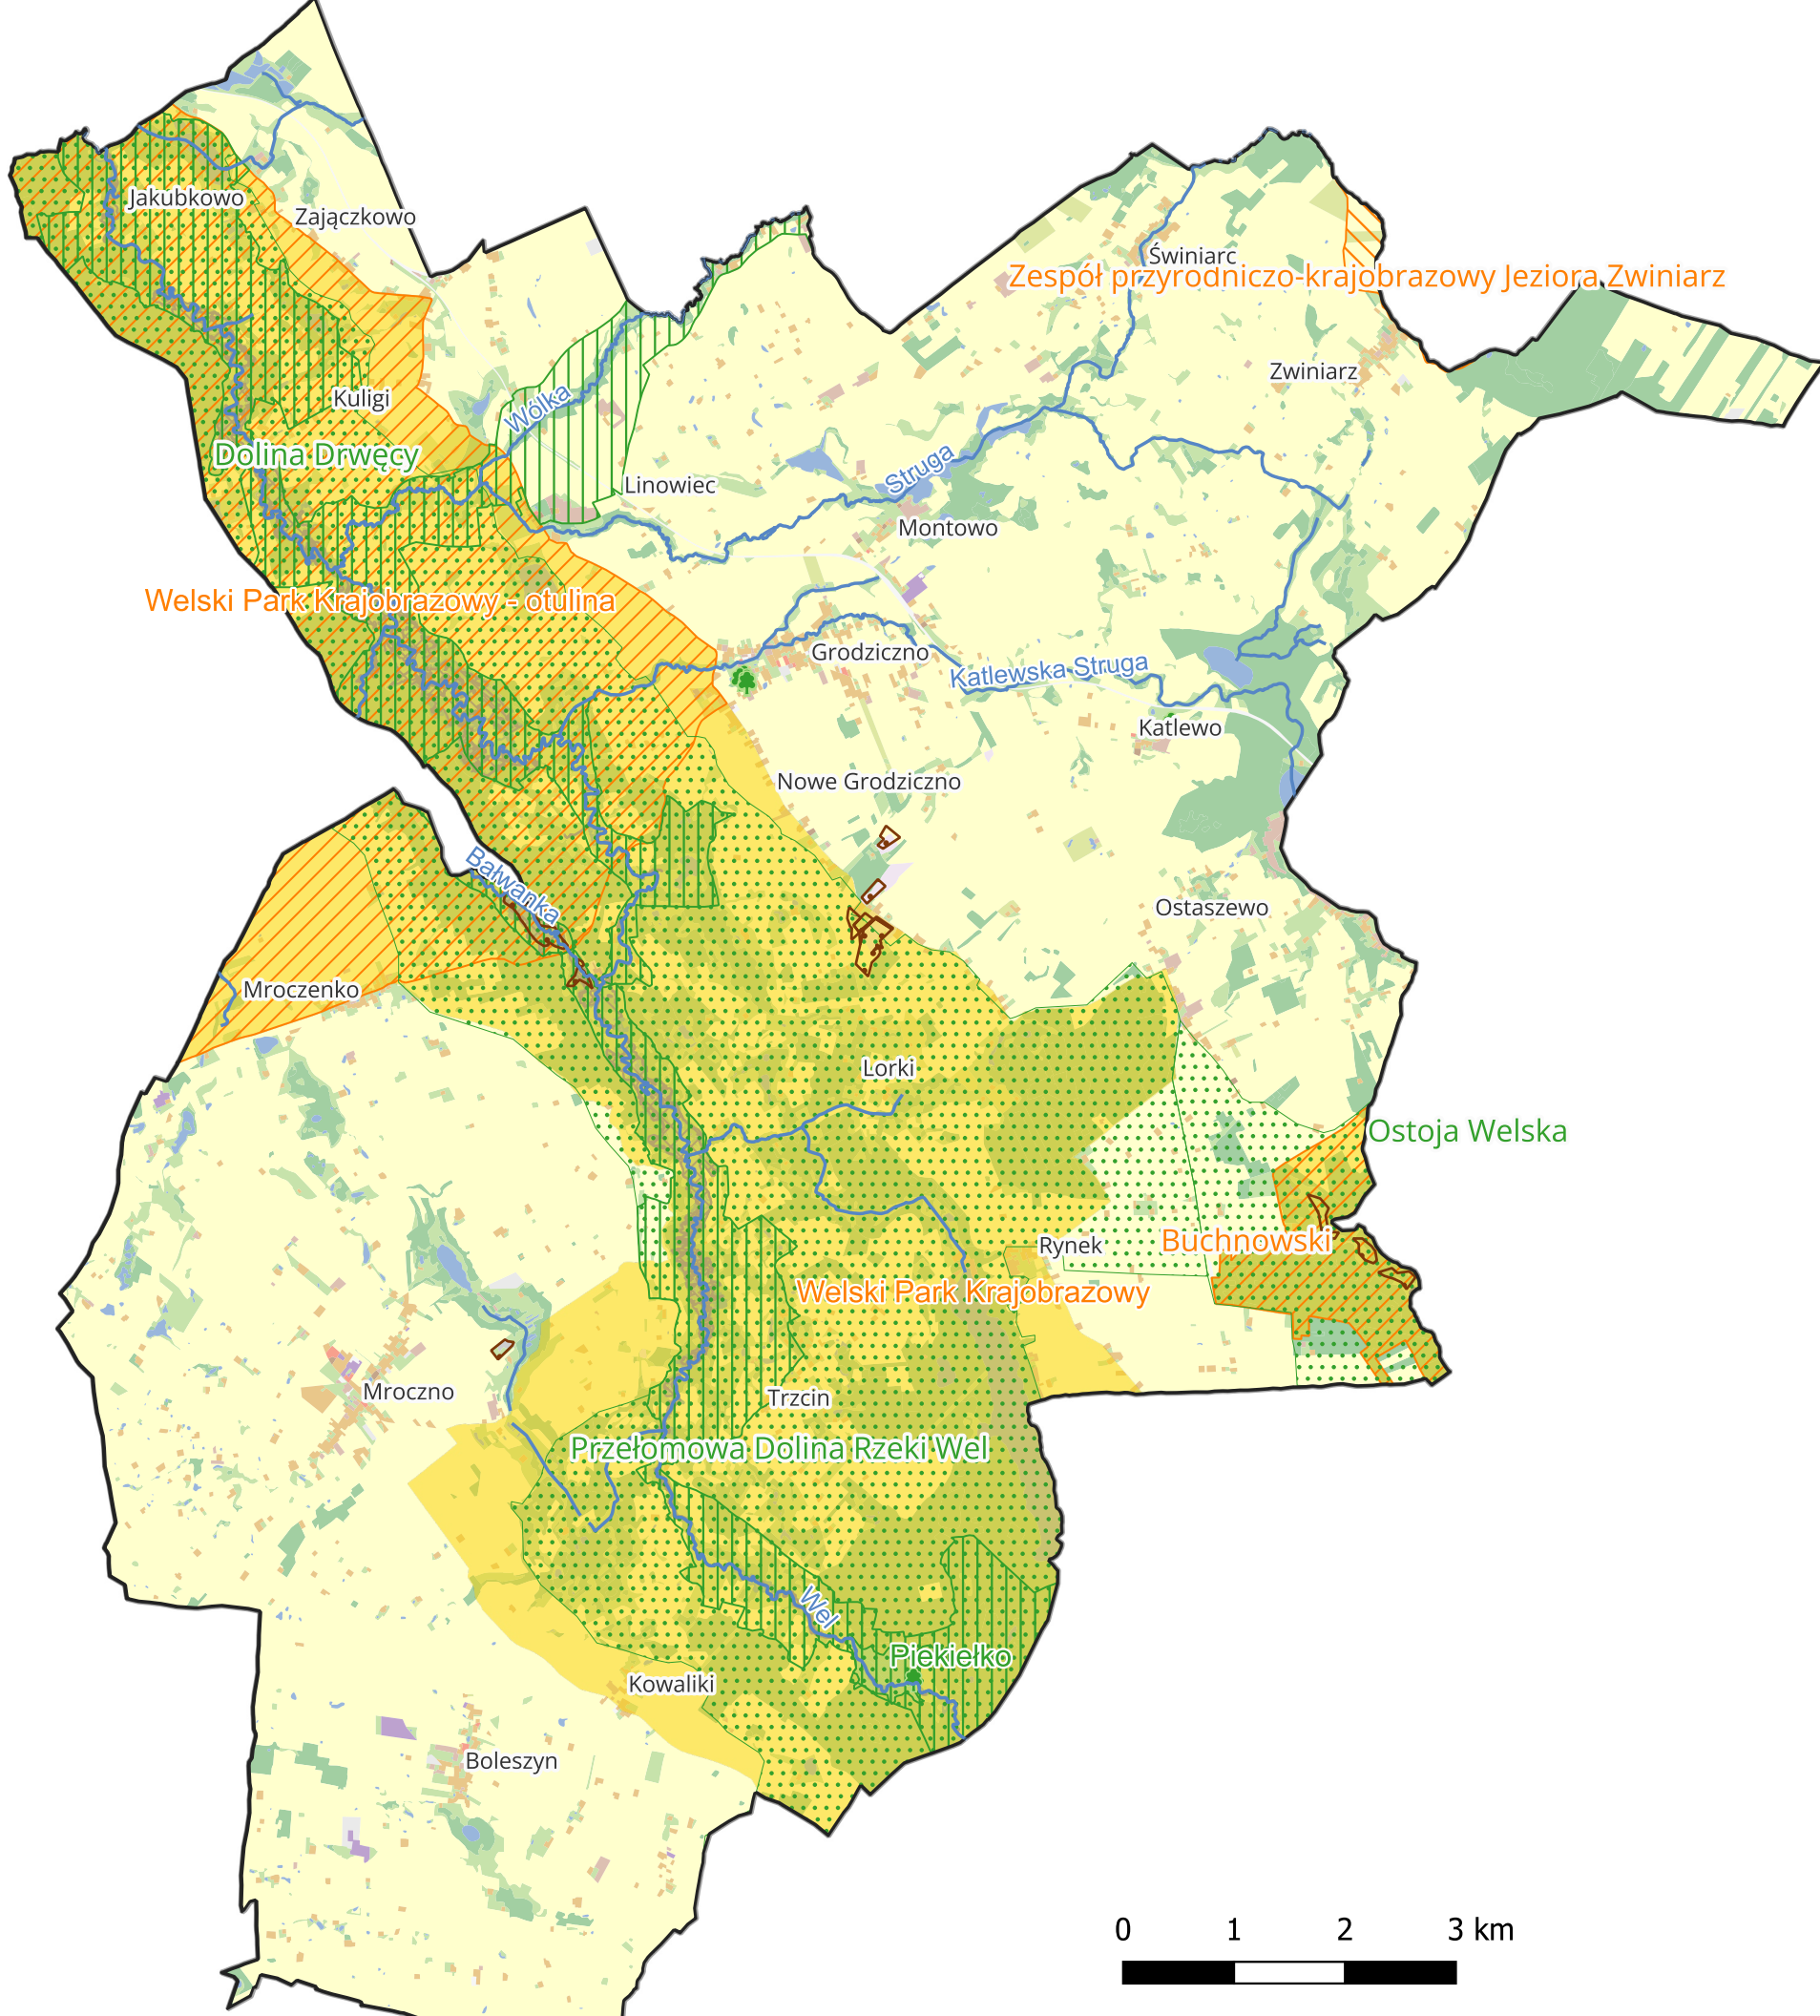 Jakubkowo
Zajączkowo
Świniarc
Zespół przyrodniczo-krajobrazowy Jeziora Zwiniarz
Zwiniarz
Kuligi
Wólka
Dolina Drwęcy
Struga
Linowiec
Montowo
Welski Park Krajobrazowy - otulina
Grodziczno
Katlewska Struga
Katlewo
Nowe Grodziczno
Bałwanka
Ostaszewo
Mroczenko
Lorki
Ostoja Welska
Rynek
Buchnowski
Welski Park Krajobrazowy
Mroczno
Trzcin
Przełomowa Dolina Rzeki Wel
Wel
Piekiełko
Kowaliki
Boleszyn
0 1 2 3 km